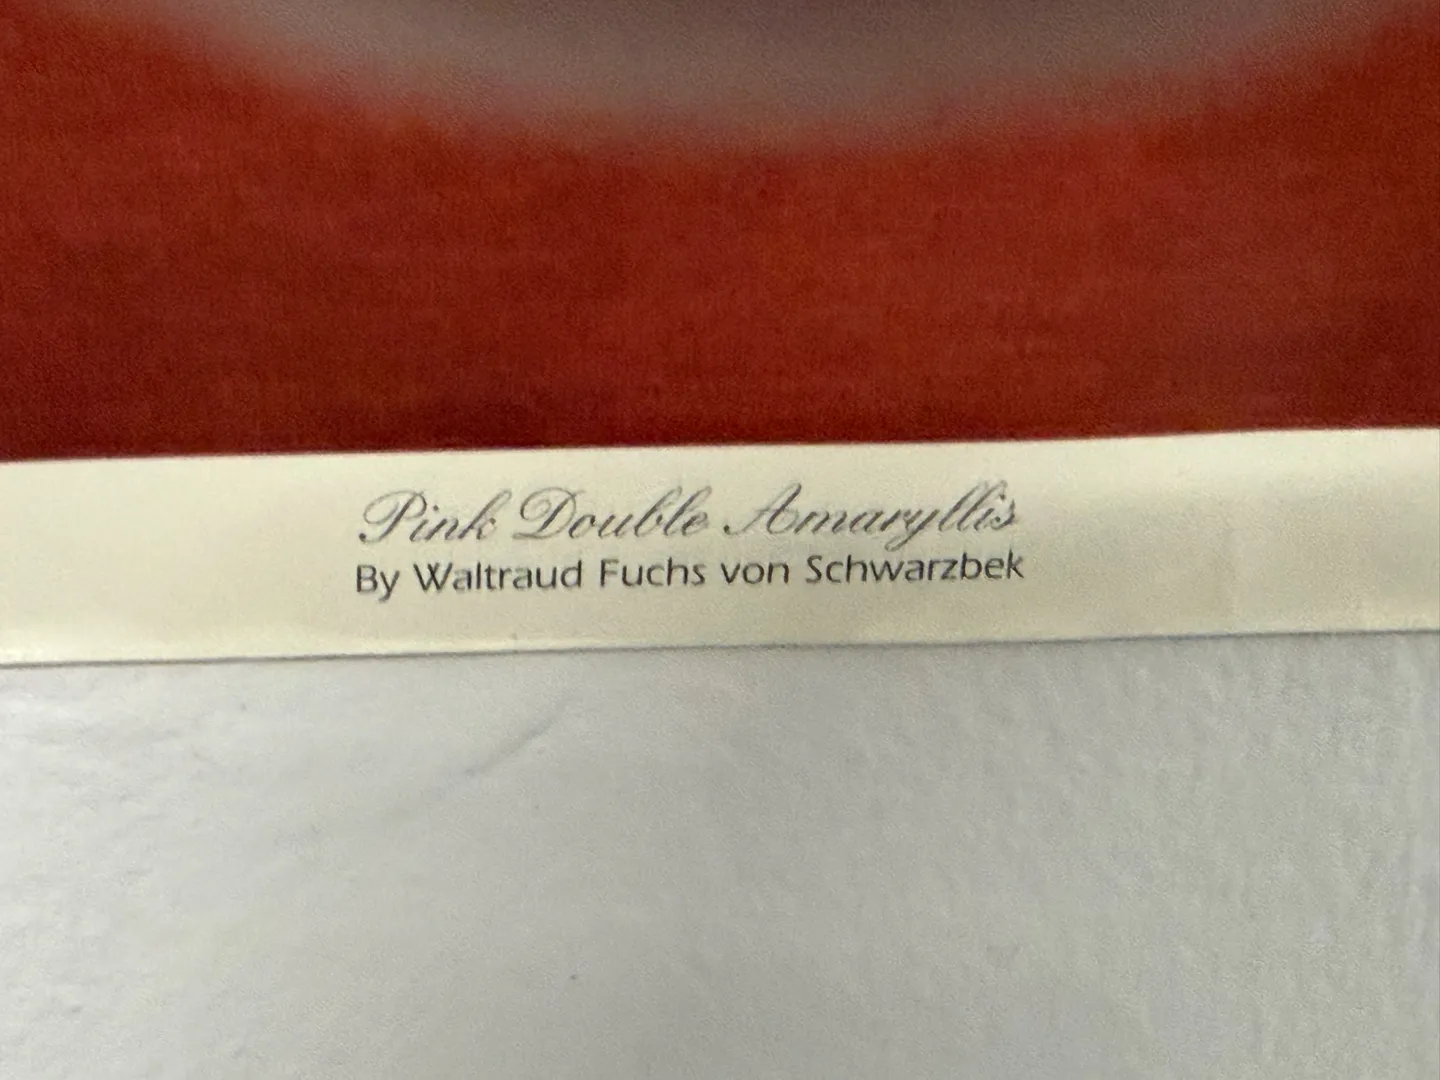 Pink Double Amaryllis
By Waltraud Fuchs von Schwarzbek